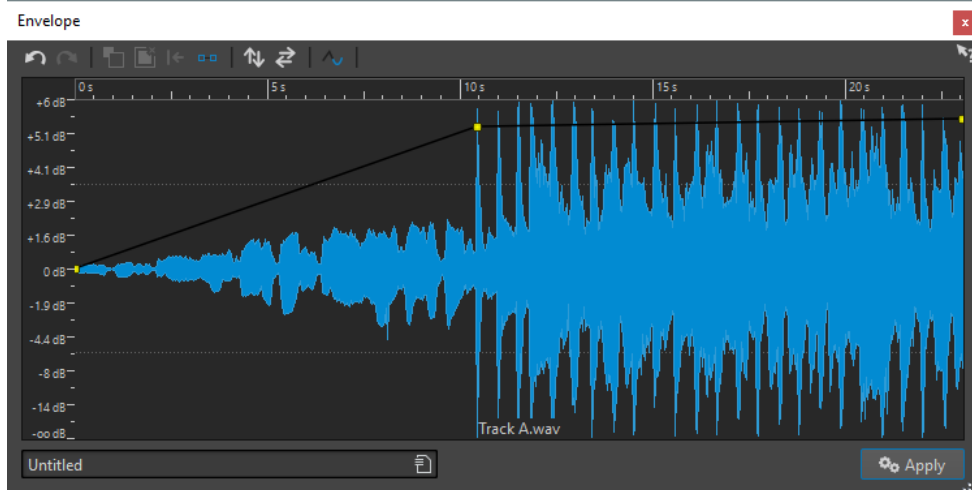 Envelope
x
0 s
5 s
10 s
15 s
20 s
+6 dB
+5.1 dB
+4.1 dB
+2.9 dB
+1.6 dB
0 dB
-1.9 dB
-4.4 dB
-8 dB
-14 dB
-oo dB
Track A.wav
Untitled
Apply